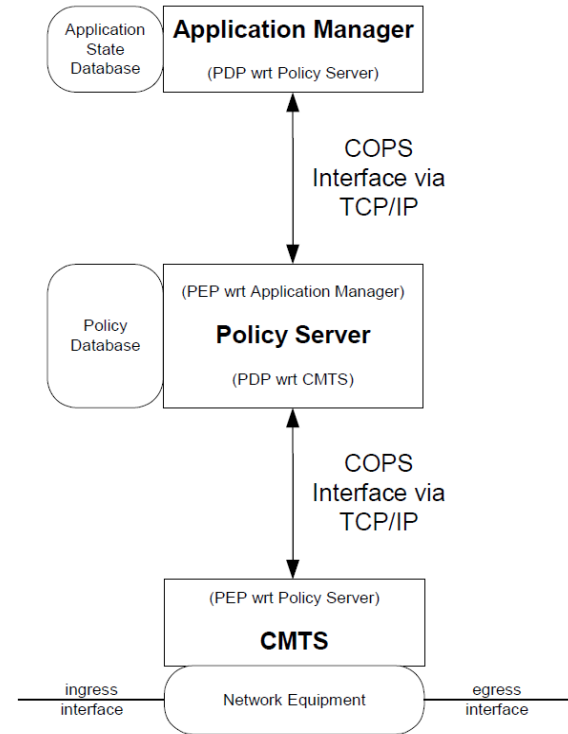 Application
State
Database
Application Manager
(PDP wrt Policy Server)
COPS
Interface via
TCP/IP
Policy
Database
(PEP wrt Application Manager)
Policy Server
(PDP wrt CMTS)
COPS
Interface via
TCP/IP
(PEP wrt Policy Server)
CMTS
ingress
interface
Network Equipment
egress
interface